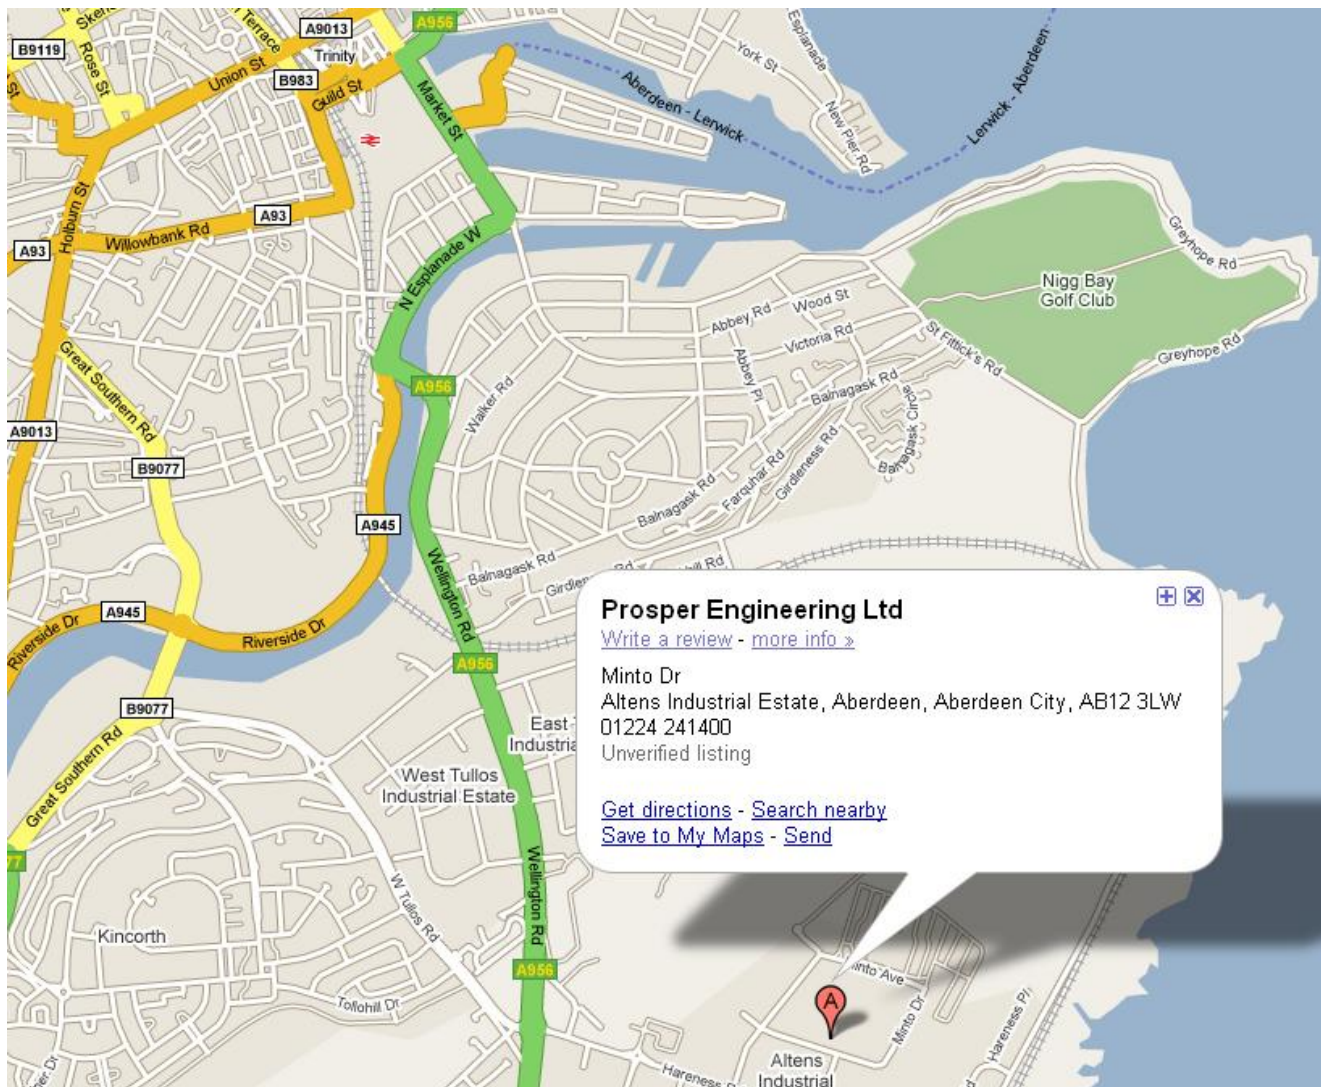 A956
A9013
B9119
Rose St
Terrace
Trinity
Union St
B983
Guild St
Market St
York St
Esplanade
New Pier Rd
Aberdeen - Lerwick
Lerwick - Aberdeen
Holburn St
A93
A93
Willowbank Rd
N Esplanade W
Greyhope Rd
Nigg Bay
Golf Club
Abbey Rd
Wood St
Victoria Rd
St Fittick's Rd
Greyhope Rd
Great Southern Rd
A956
Walker Rd
Abbey Pl
Balnagask Rd
Balnagask Circle
A9013
B9077
Balnagask Rd
Farquhar Rd
Girdleness Rd
A945
Wellington Rd
Balnagask Rd
Rd
A945
Riverside Dr
Riverside Dr
A956
B9077
Great Southern Rd
Prosper Engineering Ltd
Write a review - more info »
Minto Dr
Altens Industrial Estate, Aberdeen, Aberdeen City, AB12 3LW
01224 241400
Unverified listing
Get directions - Search nearby
Save to My Maps - Send
East
West Tullos
Industrial Estate
Wellington Rd
W Tullos Rd
Kincorth
A956
Tollohill Dr
Minto Ave
A
Minto Dr
Hareness Pl
Altens
Industrial
Hareness